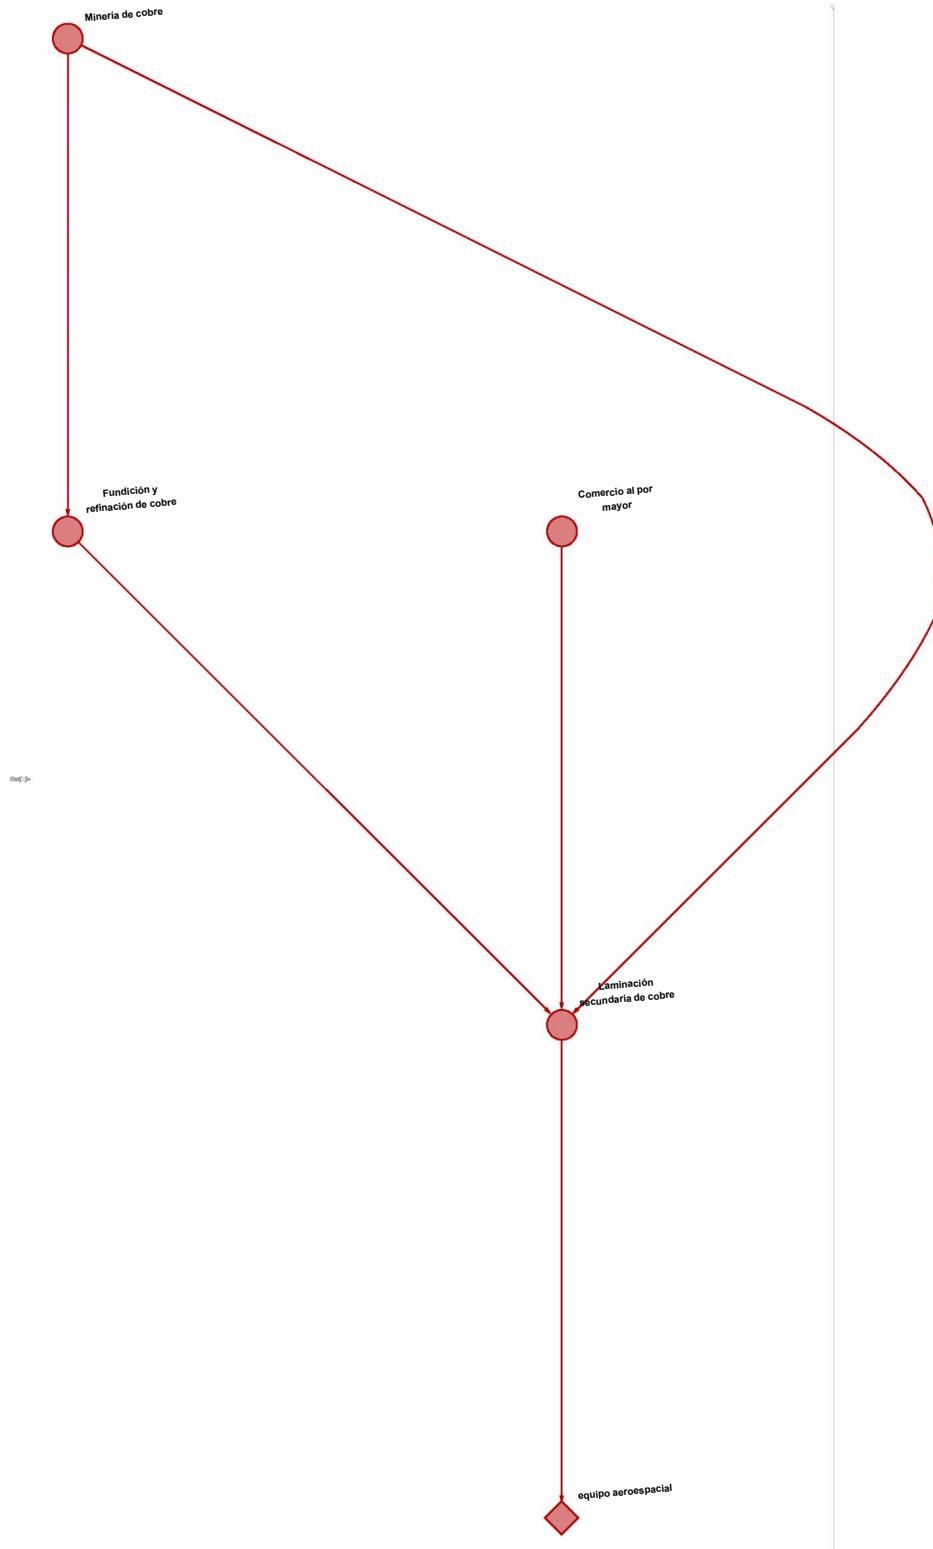 Minería de cobre
Fundición y
refinación de cobre
Comercio al por
mayor
Laminación
secundaria de cobre
equipo aeroespacial